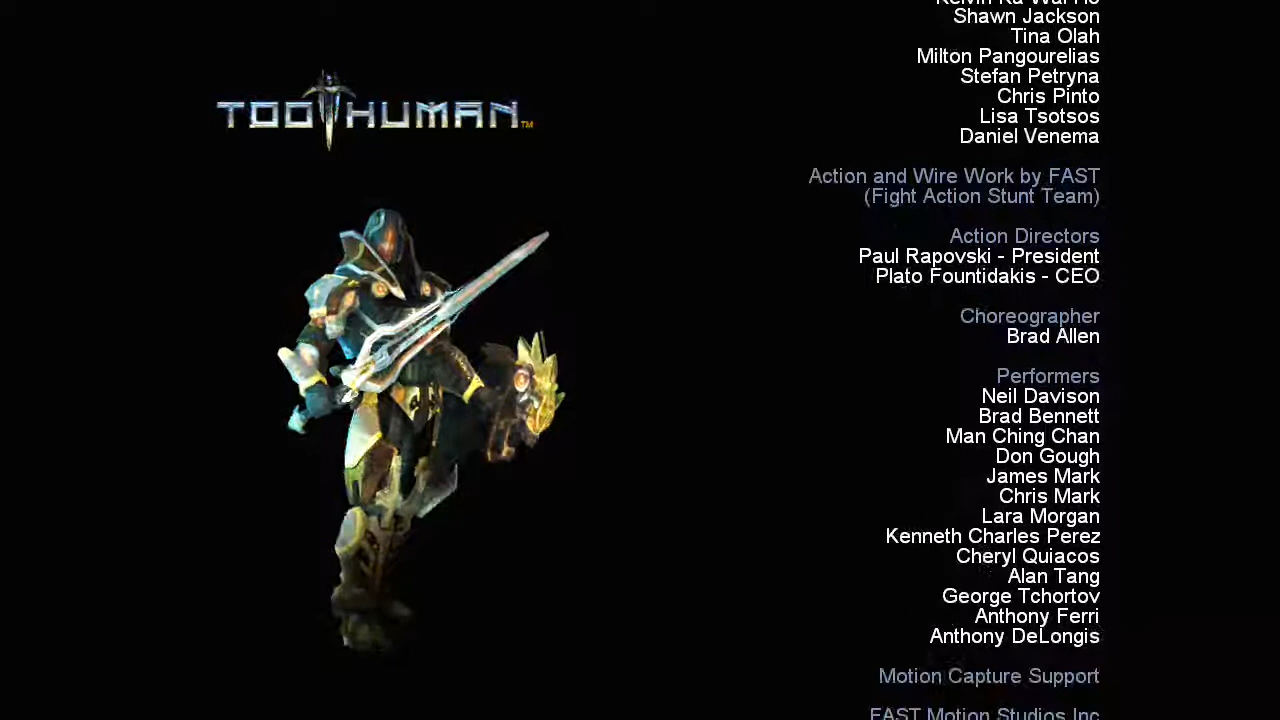 TOO HUMAN™
Shawn Jackson
Tina Olah
Milton Pangourelias
Stefan Petryna
Chris Pinto
Lisa Tsotsos
Daniel Venema
Action and Wire Work by FAST
(Fight Action Stunt Team)
Action Directors
Paul Rapovski - President
Plato Fountidakis - CEO
Choreographer
Brad Allen
Performers
Neil Davison
Brad Bennett
Man Ching Chan
Don Gough
James Mark
Chris Mark
Lara Morgan
Kenneth Charles Perez
Cheryl Quiacos
Alan Tang
George Tchortov
Anthony Ferri
Anthony DeLongis
Motion Capture Support
FAST Motion Studios Inc